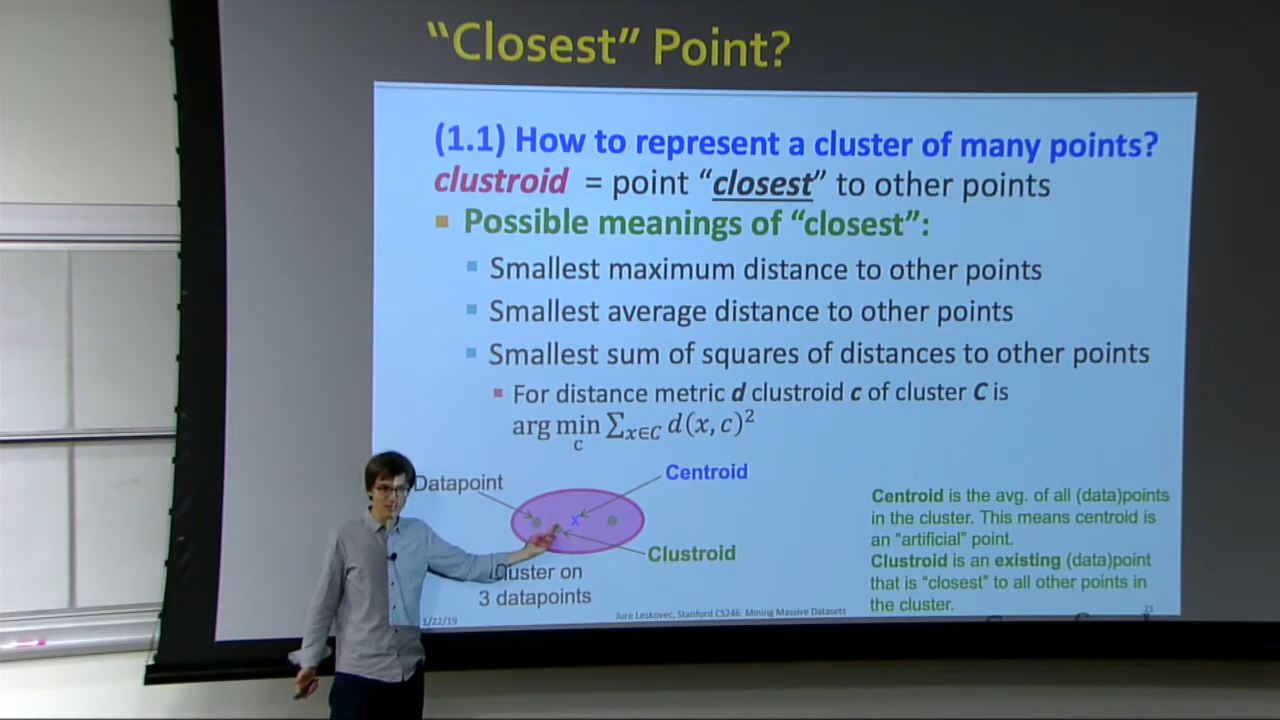 “Closest” Point?
(1.1) How to represent a cluster of many points?
clustroid = point “closest” to other points
Possible meanings of “closest”:
Smallest maximum distance to other points
Smallest average distance to other points
Smallest sum of squares of distances to other points
For distance metric d clustroid c of cluster C is
arg min_c ∑_{x∈C} d(x, c)²
Datapoint
Centroid
x
Clustroid
Cluster on
3 datapoints
Centroid is the avg. of all (data)points
in the cluster. This means centroid is
an “artificial” point.
Clustroid is an existing (data)point
that is “closest” to all other points in
the cluster.
1/22/19
Jure Leskovec, Stanford CS246: Mining Massive Datasets